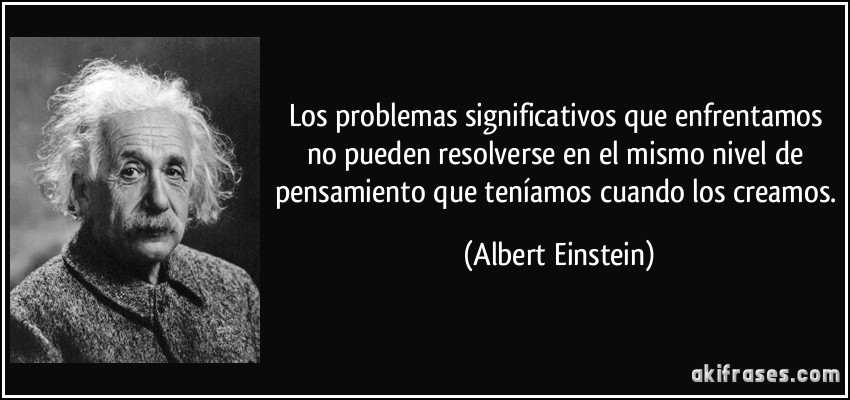 Los problemas significativos que enfrentamos
no pueden resolverse en el mismo nivel de
pensamiento que teníamos cuando los creamos.
(Albert Einstein)
akifrases.com